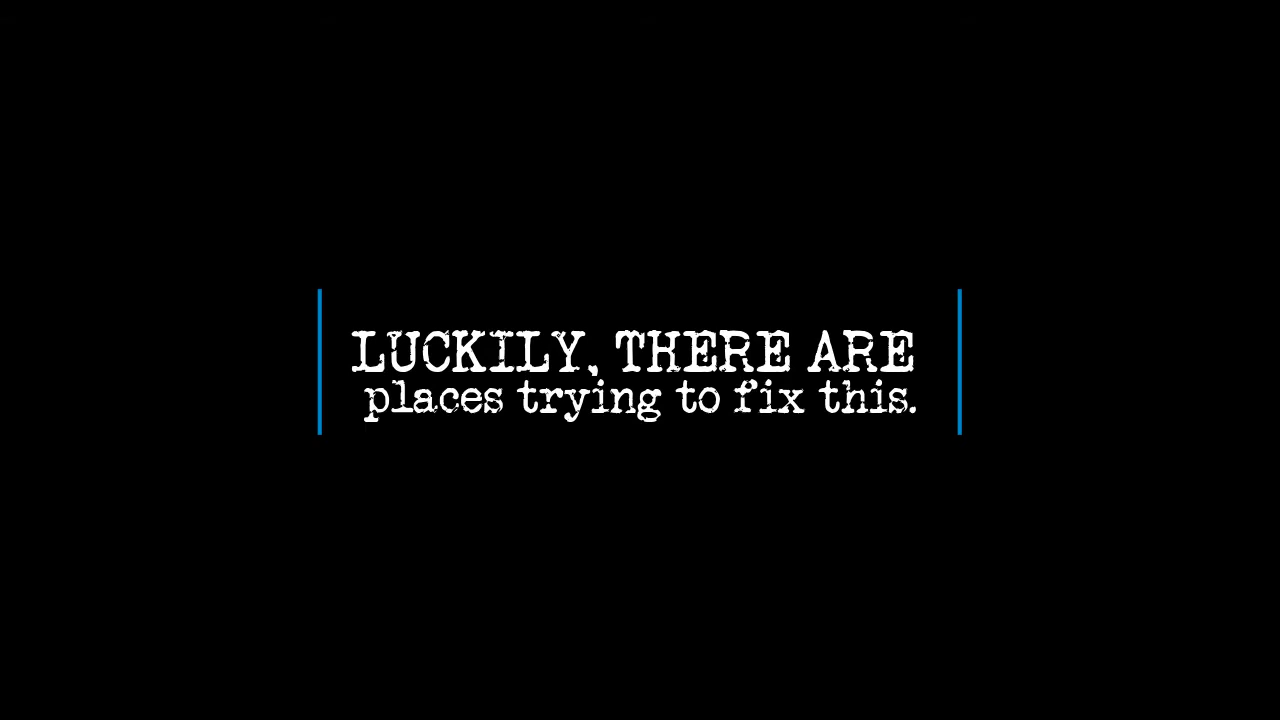 LUCKILY, THERE ARE
places trying to fix this.